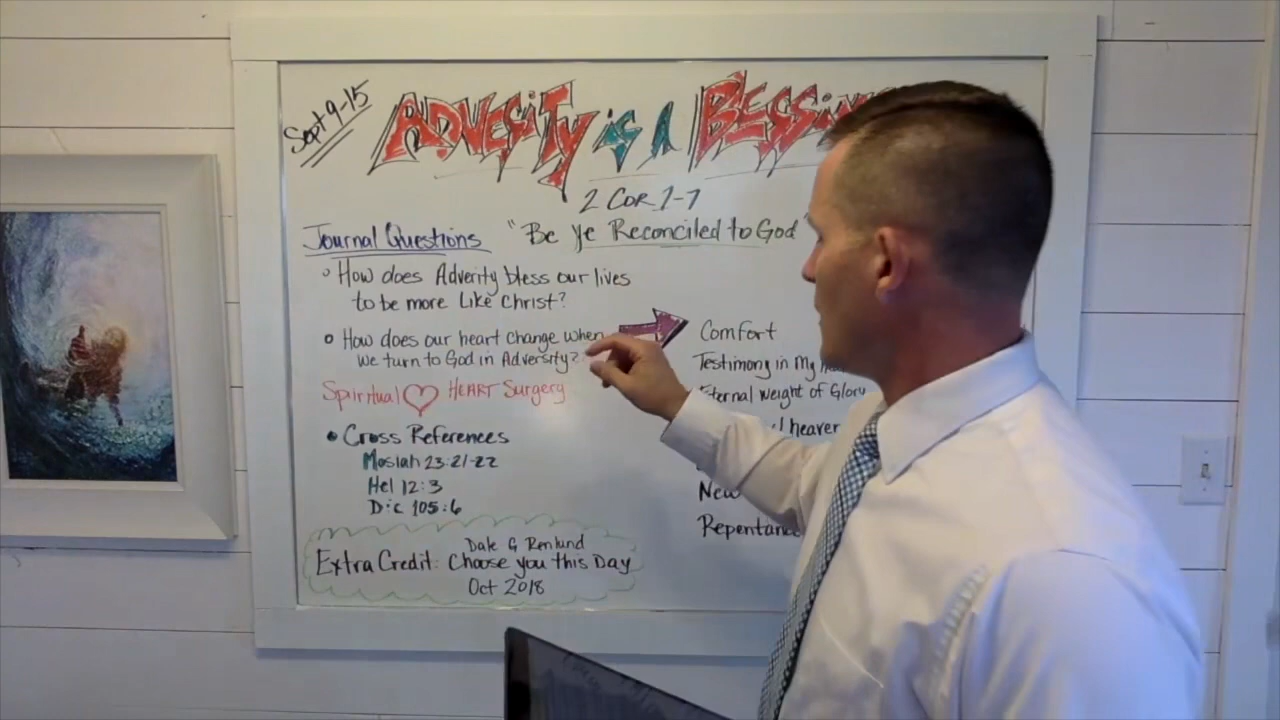 Sept 9-15
ADVERSITY is A BLESSiNG
2 COR 1-7
"Be Ye Reconciled to God"
Journal Questions
How does Adverity bless our lives
to be more Like Christ?
How does our heart change when
we turn to God in Adversity?
Spiritual HEART Surgery
Cross References
Mosiah 23:21-22
Hel 12:3
D:C 105:6
Dale G Renlund
Extra Credit: Choose you this Day
Oct 2018
Comfort
Testimony in My
Eternal Weight of Glory
heaven
New
Repentance